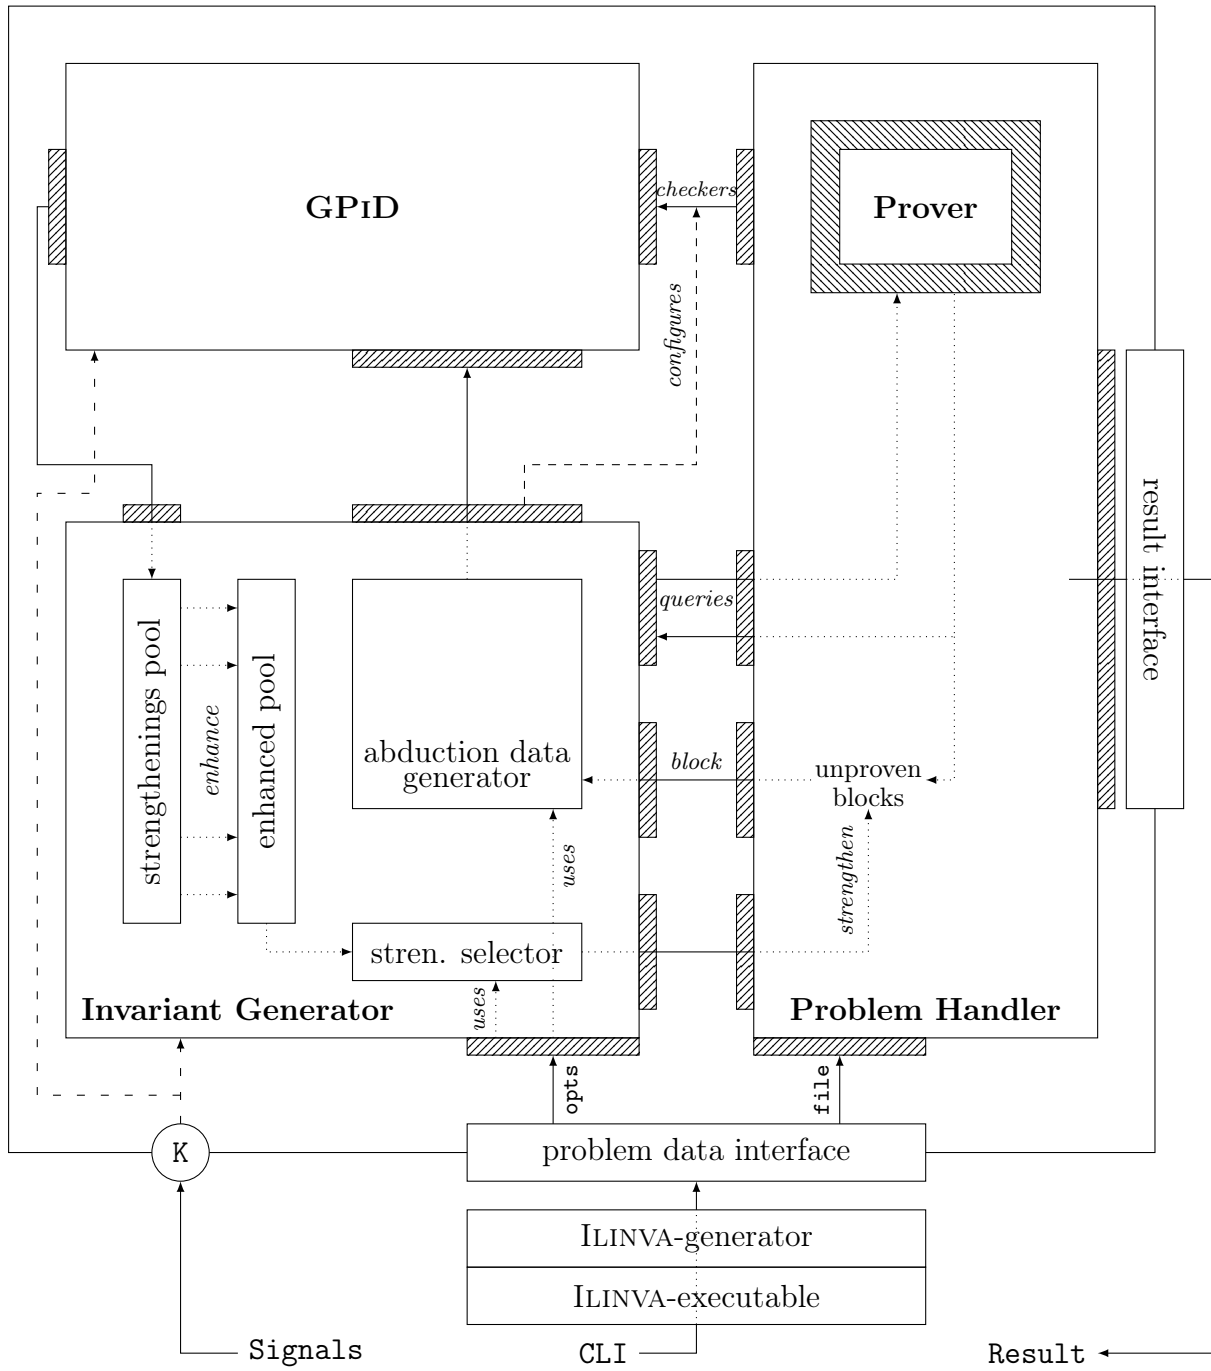 checkers
GPID
Prover
configures
result interface
queries
strengthenings pool
enhance
enhanced pool
abduction data
generator
block
unproven
blocks
uses
strengthen
stren. selector
uses
Invariant Generator
Problem Handler
opts
file
K
problem data interface
ILINVA-generator
ILINVA-executable
Signals
CLI
Result